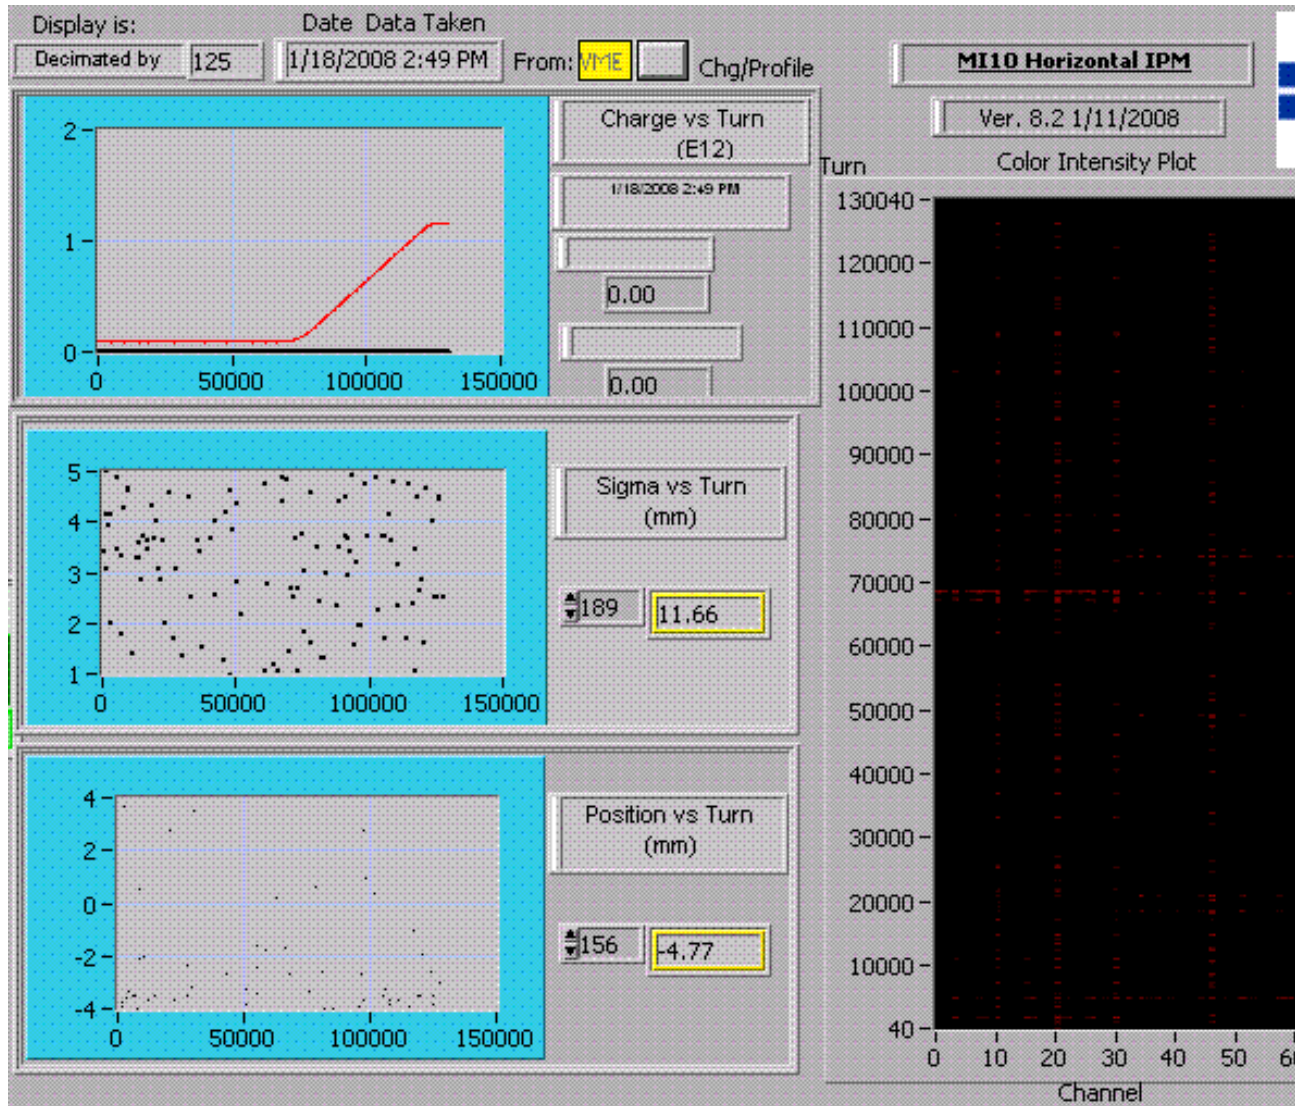 Display is:
Date Data Taken
Decimated by 125
1/18/2008 2:49 PM
From: VME
Chg/Profile
MI10 Horizontal IPM
Ver. 8.2 1/11/2008
Charge vs Turn
(E12)
1/18/2008 2:49 PM
0.00
0.00
2
1
0
0 50000 100000 150000
Sigma vs Turn
(mm)
189 11.66
5
4
3
2
1
0 50000 100000 150000
Position vs Turn
(mm)
156 -4.77
4
2
0
-2
-4
0 50000 100000 150000
Turn
Color Intensity Plot
130040
120000
110000
100000
90000
80000
70000
60000
50000
40000
30000
20000
10000
40
0 10 20 30 40 50
Channel